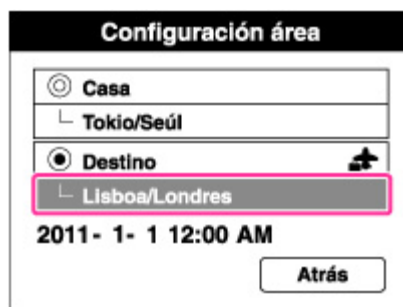 Configuración área
Casa
Tokio/Seúl
Destino
Lisboa/Londres
2011- 1- 1 12:00 AM
Atrás